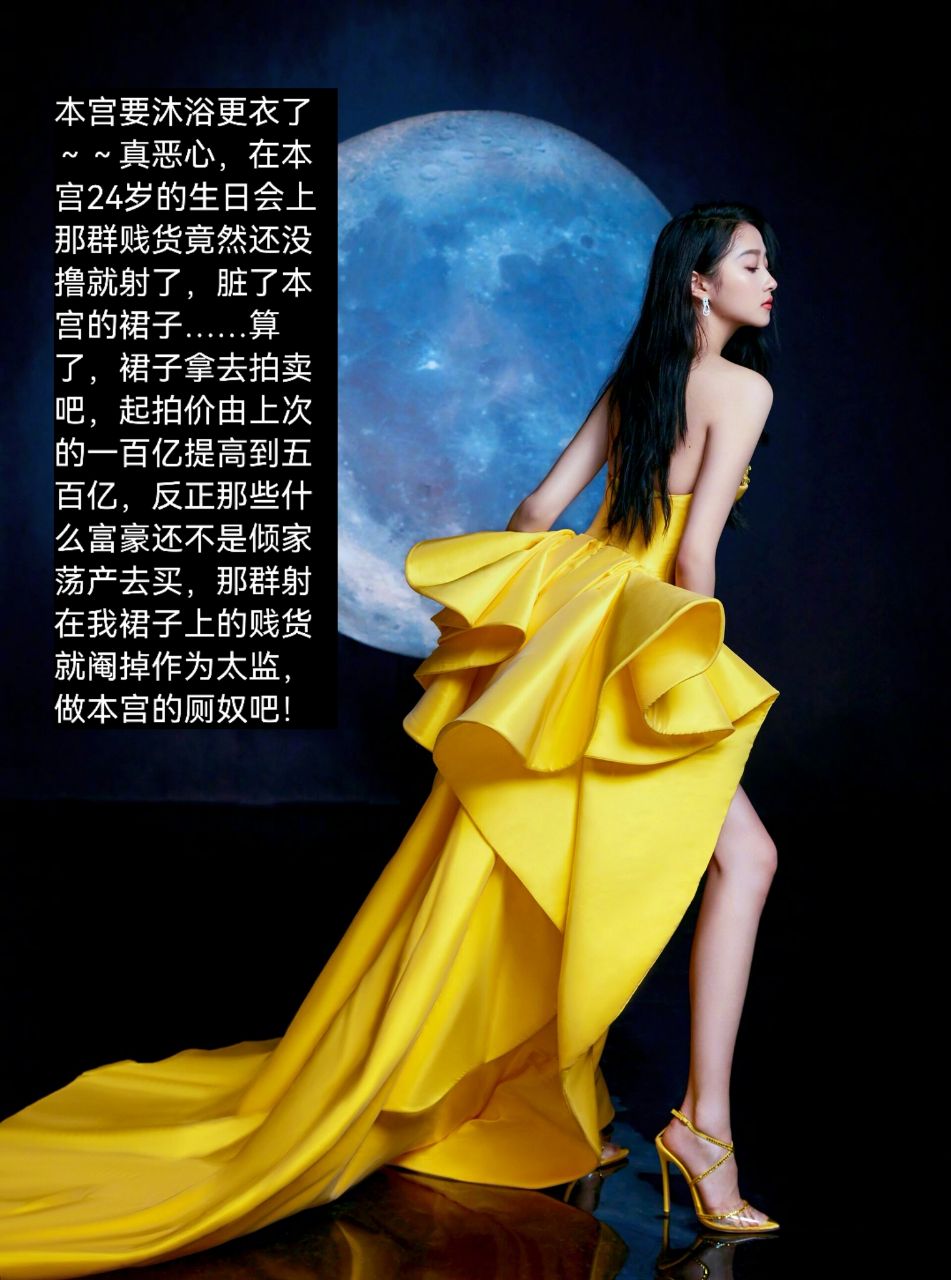 本宫要沐浴更衣了
～～真恶心，在本
宫24岁的生日会上
那群贱货竟然还没
撸就射了，脏了本
宫的裙子……算
了，裙子拿去拍卖
吧，起拍价由上次
的一百亿提高到五
百亿，反正那些什
么富豪还不是倾家
荡产去买，那群射
在我裙子上的贱货
就阉掉作为太监，
做本宫的厕奴吧！